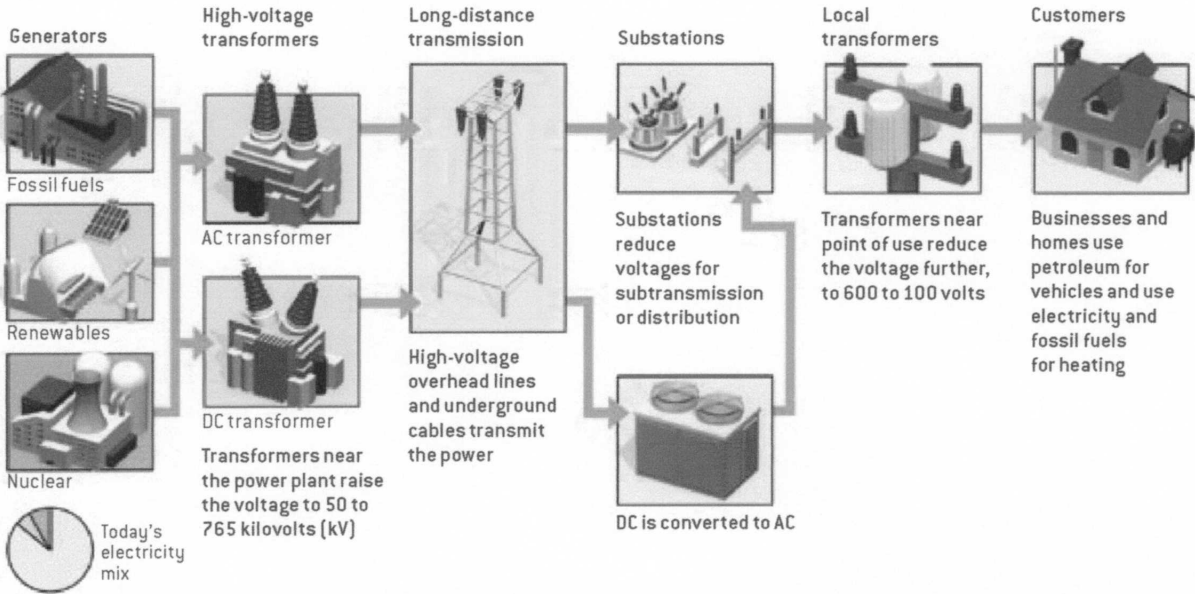 Generators
Fossil fuels
Renewables
Nuclear
Today's
electricity
mix
High-voltage
transformers
AC transformer
DC transformer
Transformers near
the power plant raise
the voltage to 50 to
765 kilovolts (kV)
Long-distance
transmission
High-voltage
overhead lines
and underground
cables transmit
the power
Substations
Substations
reduce
voltages for
subtransmission
or distribution
DC is converted to AC
Local
transformers
Transformers near
point of use reduce
the voltage further,
to 600 to 100 volts
Customers
Businesses and
homes use
petroleum for
vehicles and use
electricity and
fossil fuels
for heating